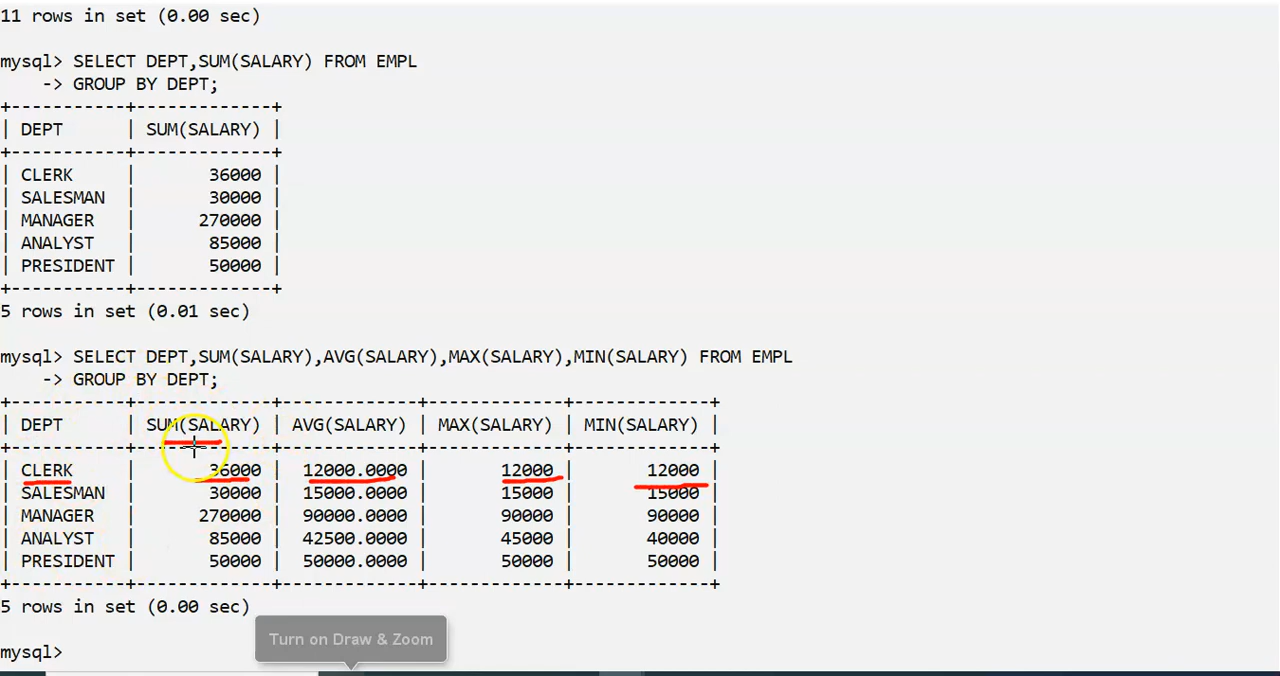 11 rows in set (0.00 sec)
mysql> SELECT DEPT,SUM(SALARY) FROM EMPL
    -> GROUP BY DEPT;
+-----------+-------------+
| DEPT      | SUM(SALARY) |
+-----------+-------------+
| CLERK     |       36000 |
| SALESMAN  |       30000 |
| MANAGER   |      270000 |
| ANALYST   |       85000 |
| PRESIDENT |       50000 |
+-----------+-------------+
5 rows in set (0.01 sec)
mysql> SELECT DEPT,SUM(SALARY),AVG(SALARY),MAX(SALARY),MIN(SALARY) FROM EMPL
    -> GROUP BY DEPT;
+-----------+-------------+-------------+-------------+-------------+
| DEPT      | SUM(SALARY) | AVG(SALARY) | MAX(SALARY) | MIN(SALARY) |
+-----------+-------------+-------------+-------------+-------------+
| CLERK     |       36000 |  12000.0000 |       12000 |       12000 |
| SALESMAN  |       30000 |  15000.0000 |       15000 |       15000 |
| MANAGER   |      270000 |  90000.0000 |       90000 |       90000 |
| ANALYST   |       85000 |  42500.0000 |       45000 |       40000 |
| PRESIDENT |       50000 |  50000.0000 |       50000 |       50000 |
+-----------+-------------+-------------+-------------+-------------+
5 rows in set (0.00 sec)
Turn on Draw & Zoom
mysql>